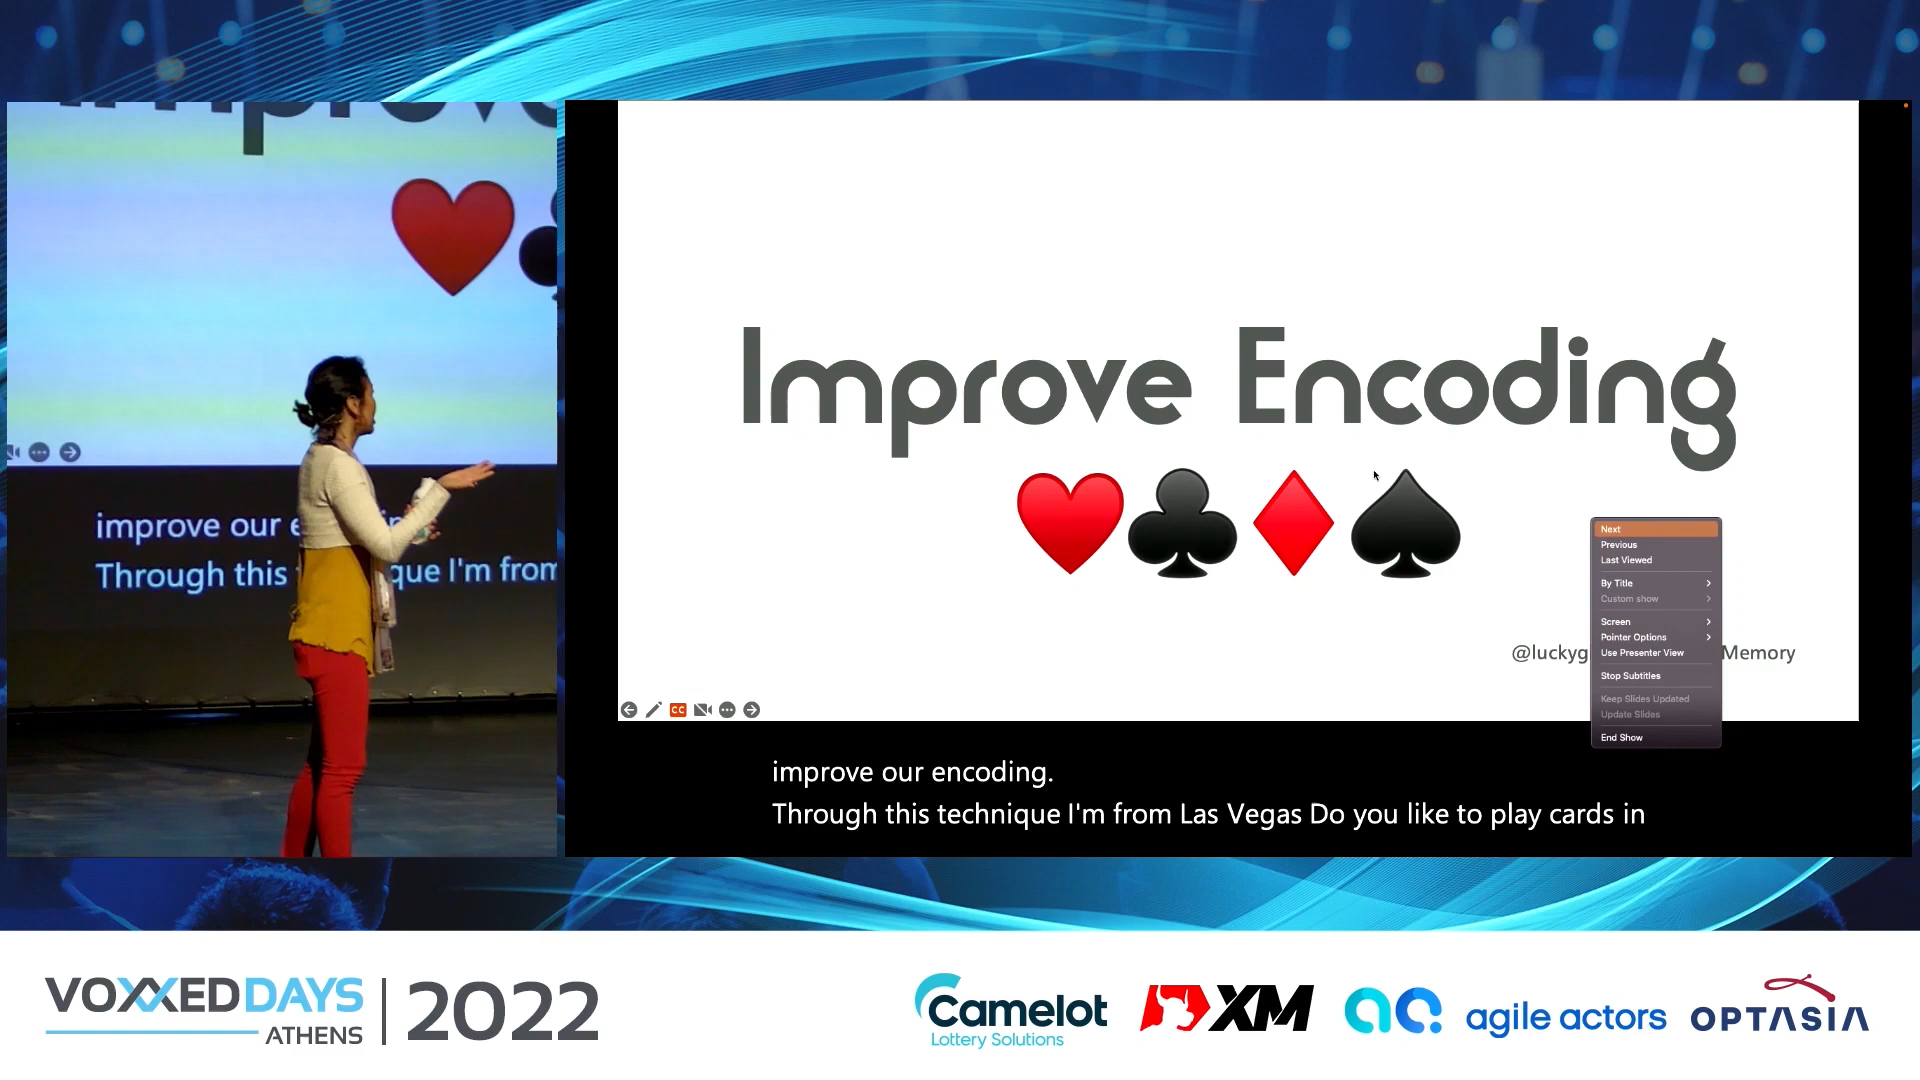 Improve
improve our e
Through this
que I'm from
Improve Encoding
@luckyg
Memory
Next
Previous
Last Viewed
By Title
Custom show
Screen
Pointer Options
Use Presenter View
Stop Subtitles
Keep Slides Updated
Update Slides
End Show
CC
improve our encoding.
Through this technique I'm from Las Vegas Do you like to play cards in
VOXXEDDAYS
ATHENS
2022
Camelot
Lottery Solutions
XM
agile actors
OPTASIA